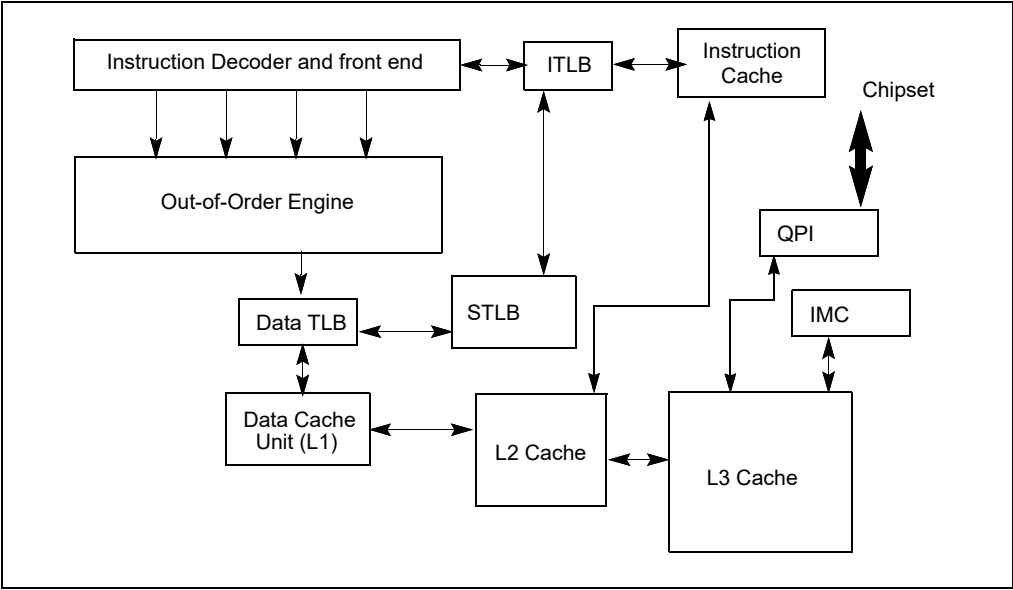 Instruction Decoder and front end
ITLB
Instruction
Cache
Chipset
Out-of-Order Engine
QPI
STLB
IMC
Data TLB
Data Cache
Unit (L1)
L2 Cache
L3 Cache